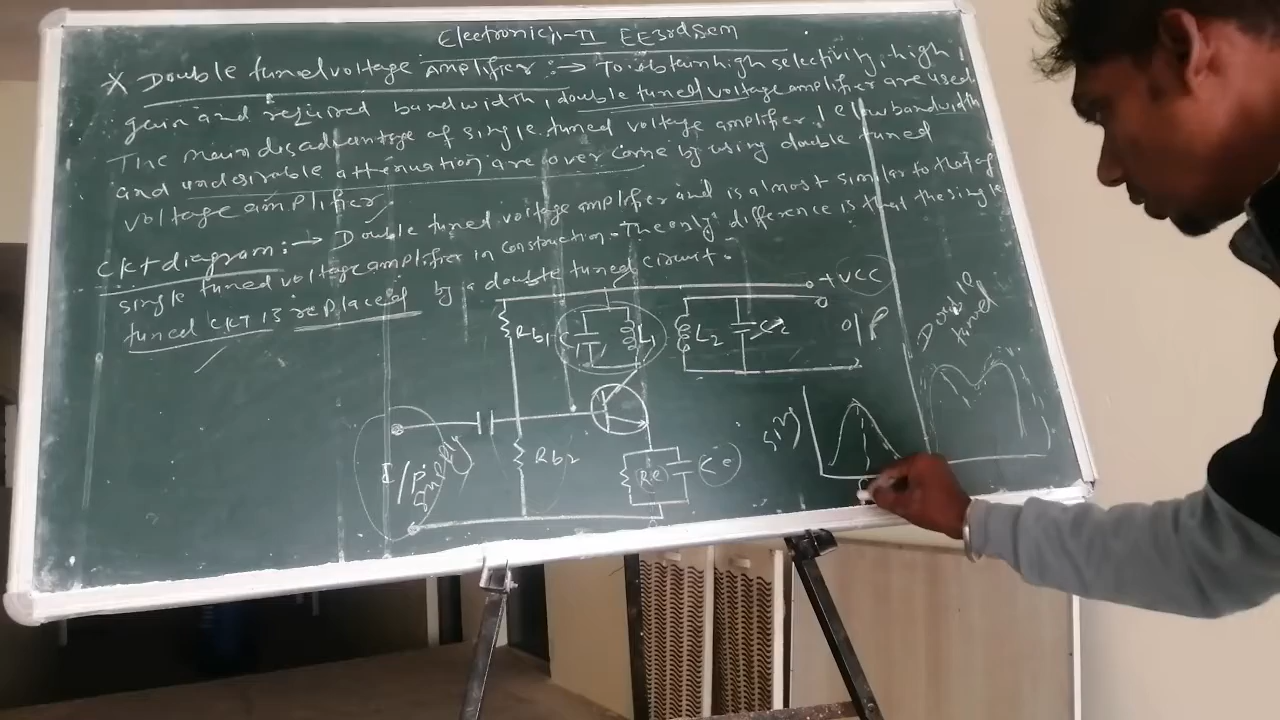 Electronics-II EE 3rd Sem
X Double tuned voltage amplifier :→ To obtain high selectivity, high
gain and required bandwidth, double tuned voltage amplifier are used
The main disadvantage of single tuned voltage amplifier bandwidth
and undesirable attenuation are over come by using double tuned
voltage amplifier
Ckt diagram :→ Double tuned voltage amplifier and is almost similar to that of
single tuned voltage amplifier in construction. The only difference is that the single
tuned CKT is replaced by a double tuned circuit.
+VCC
Rb1
C1
L1
L2
C2
O/P
Double
tuned
I/P
Supply
Rb2
Re
Ce